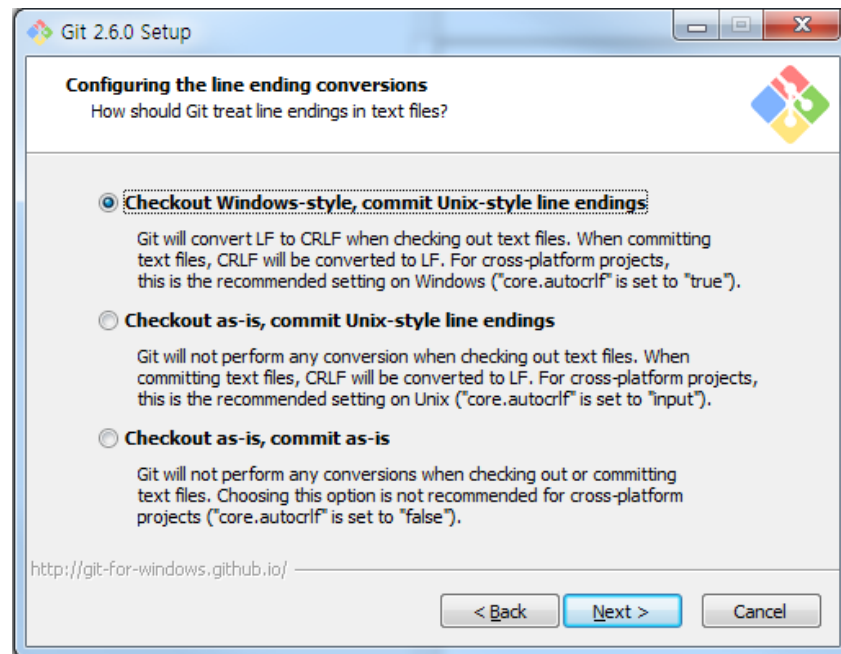 Git 2.6.0 Setup
Configuring the line ending conversions
How should Git treat line endings in text files?
Checkout Windows-style, commit Unix-style line endings
Git will convert LF to CRLF when checking out text files. When committing
text files, CRLF will be converted to LF. For cross-platform projects,
this is the recommended setting on Windows ("core.autocrlf" is set to "true").
Checkout as-is, commit Unix-style line endings
Git will not perform any conversion when checking out text files. When
committing text files, CRLF will be converted to LF. For cross-platform projects,
this is the recommended setting on Unix ("core.autocrlf" is set to "input").
Checkout as-is, commit as-is
Git will not perform any conversions when checking out or committing
text files. Choosing this option is not recommended for cross-platform
projects ("core.autocrlf" is set to "false").
http://git-for-windows.github.io/
< Back Next > Cancel